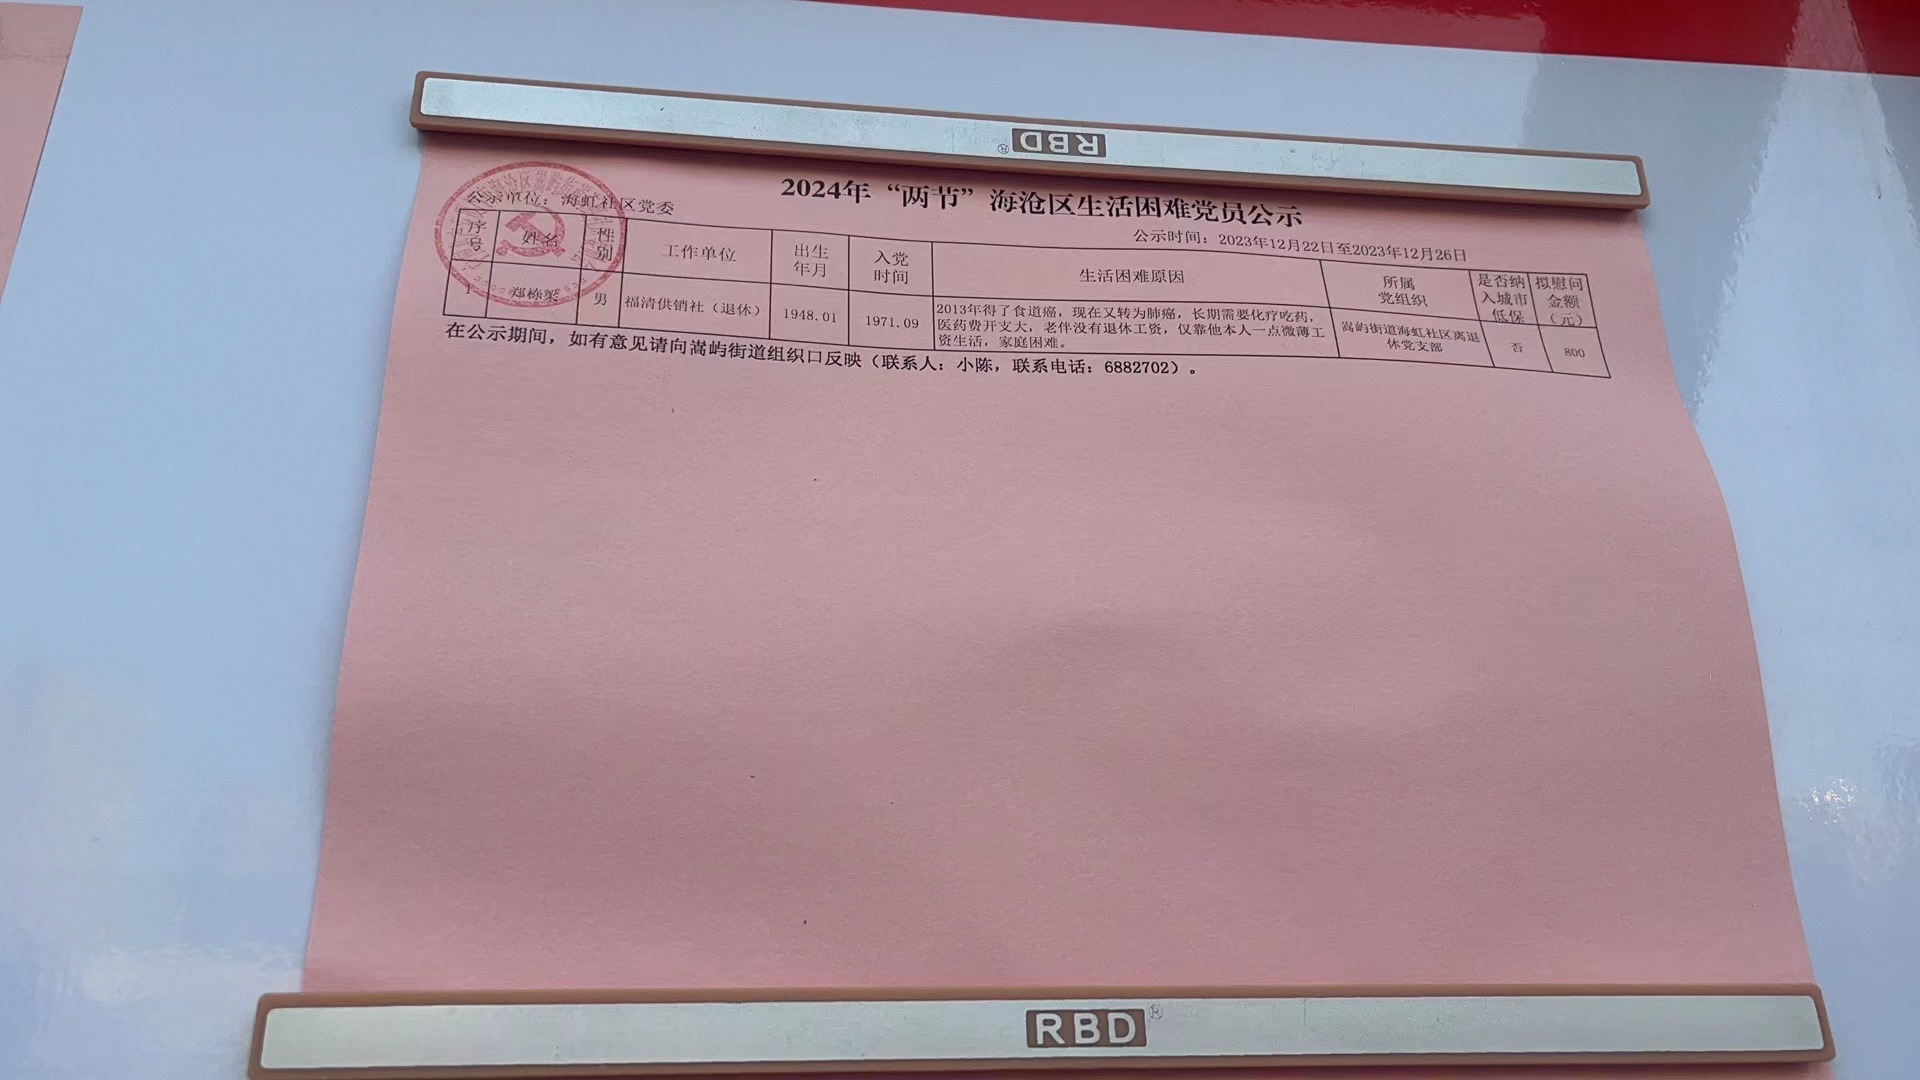 RBD®
2024年“两节”海沧区生活困难党员公示
公示单位：海虹社区党委
公示时间：2023年12月22日至2023年12月26日
序号 姓名 性别 工作单位 出生年月 入党时间 生活困难原因 所属党组织 是否纳入城市低保 拟慰问金额（元）
1 郑栋梁 男 福清供销社（退休） 1948.01 1971.09 2013年得了食道癌，现在又转为肺癌，长期需要化疗吃药，医药费开支大，老伴没有退休工资，仅靠他本人一点微薄工资生活，家庭困难。 嵩屿街道海虹社区离退休党支部 否 800
在公示期间，如有意见请向嵩屿街道组织口反映（联系人：小陈，联系电话：6882702）。
RBD®